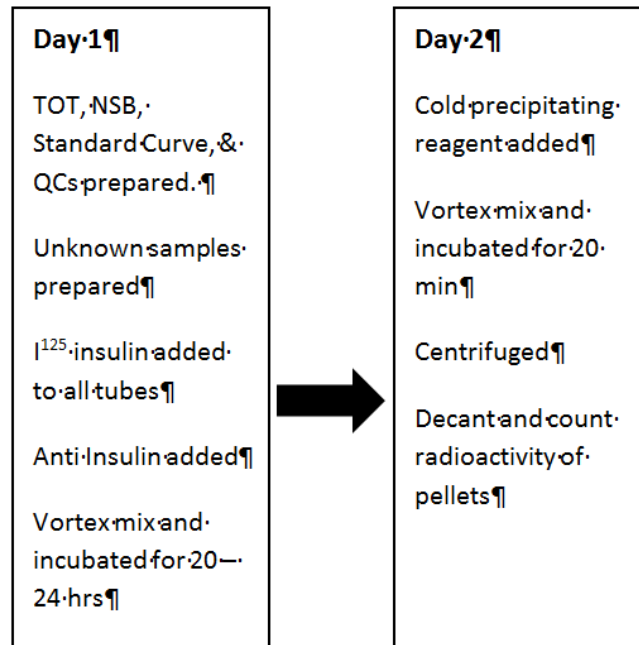 Day·1¶
TOT,·NSB,·
Standard·Curve,·&·
QCs·prepared.·¶
Unknown·samples·
prepared¶
I¹²⁵·insulin·added·
to·all·tubes¶
Anti·Insulin·added¶
Vortex·mix·and·
incubated·for·20·–·
24·hrs¶
Day·2¶
Cold·precipitating·
reagent·added¶
Vortex·mix·and·
incubated·for·20·
min¶
Centrifuged¶
Decant·and·count·
radioactivity·of·
pellets¶